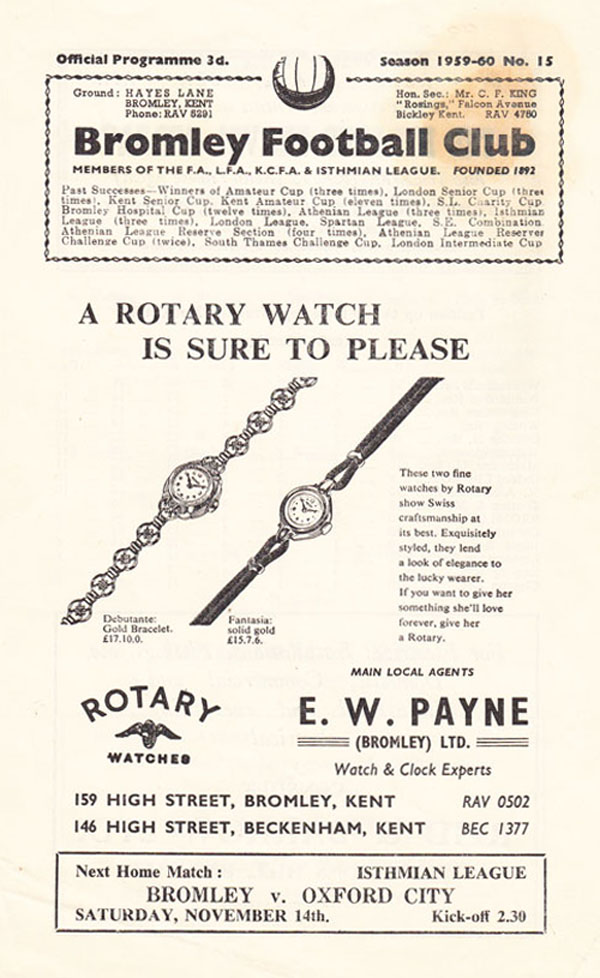 Official Programme 3d. Season 1959-60 No. 15
Ground: HAYES LANE
BROMLEY, KENT
Phone: RAV 5291
Hon. Sec.: Mr. C. F. KING
"Rosings," Falcon Avenue
Bickley Kent. RAV 4780
Bromley Football Club
MEMBERS OF THE F.A., L.F.A., K.C.F.A. & ISTHMIAN LEAGUE. FOUNDED 1892
Past Successes—Winners of Amateur Cup (three times), London Senior Cup (three
times), Kent Senior Cup, Kent Amateur Cup (eleven times), S.L. Charity Cup
Bromley Hospital Cup (twelve times), Athenian League (three times), Isthmian
League (three times), London League, Spartan League, S.E. Combination
Athenian League Reserve Section (four times), Athenian League Reserves
Challenge Cup (twice), South Thames Challenge Cup, London Intermediate Cup
A ROTARY WATCH
IS SURE TO PLEASE
These two fine
watches by Rotary
show Swiss
craftsmanship at
its best. Exquisitely
styled, they lend
a look of elegance to
the lucky wearer.
If you want to give her
something she'll love
forever, give her
a Rotary.
Debutante:
Gold Bracelet.
£17.10.0.
Fantasia:
solid gold
£15.7.6.
MAIN LOCAL AGENTS
ROTARY
WATCHES
E. W. PAYNE
(BROMLEY) LTD.
Watch & Clock Experts
159 HIGH STREET, BROMLEY, KENT RAV 0502
146 HIGH STREET, BECKENHAM, KENT BEC 1377
Next Home Match: ISTHMIAN LEAGUE
BROMLEY v. OXFORD CITY
SATURDAY, NOVEMBER 14th. Kick-off 2.30